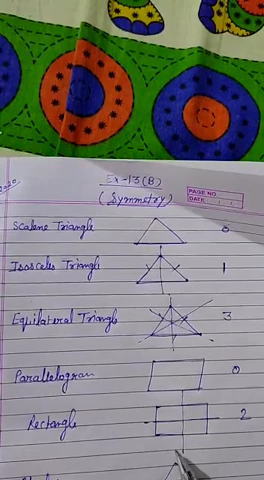 Ex-13(B)
(Symmetry)
PAGE NO.
DATE
Scalene Triangle 0
Isosceles Triangle 1
Equilateral Triangle 3
Parallelogram 0
Rectangle 2